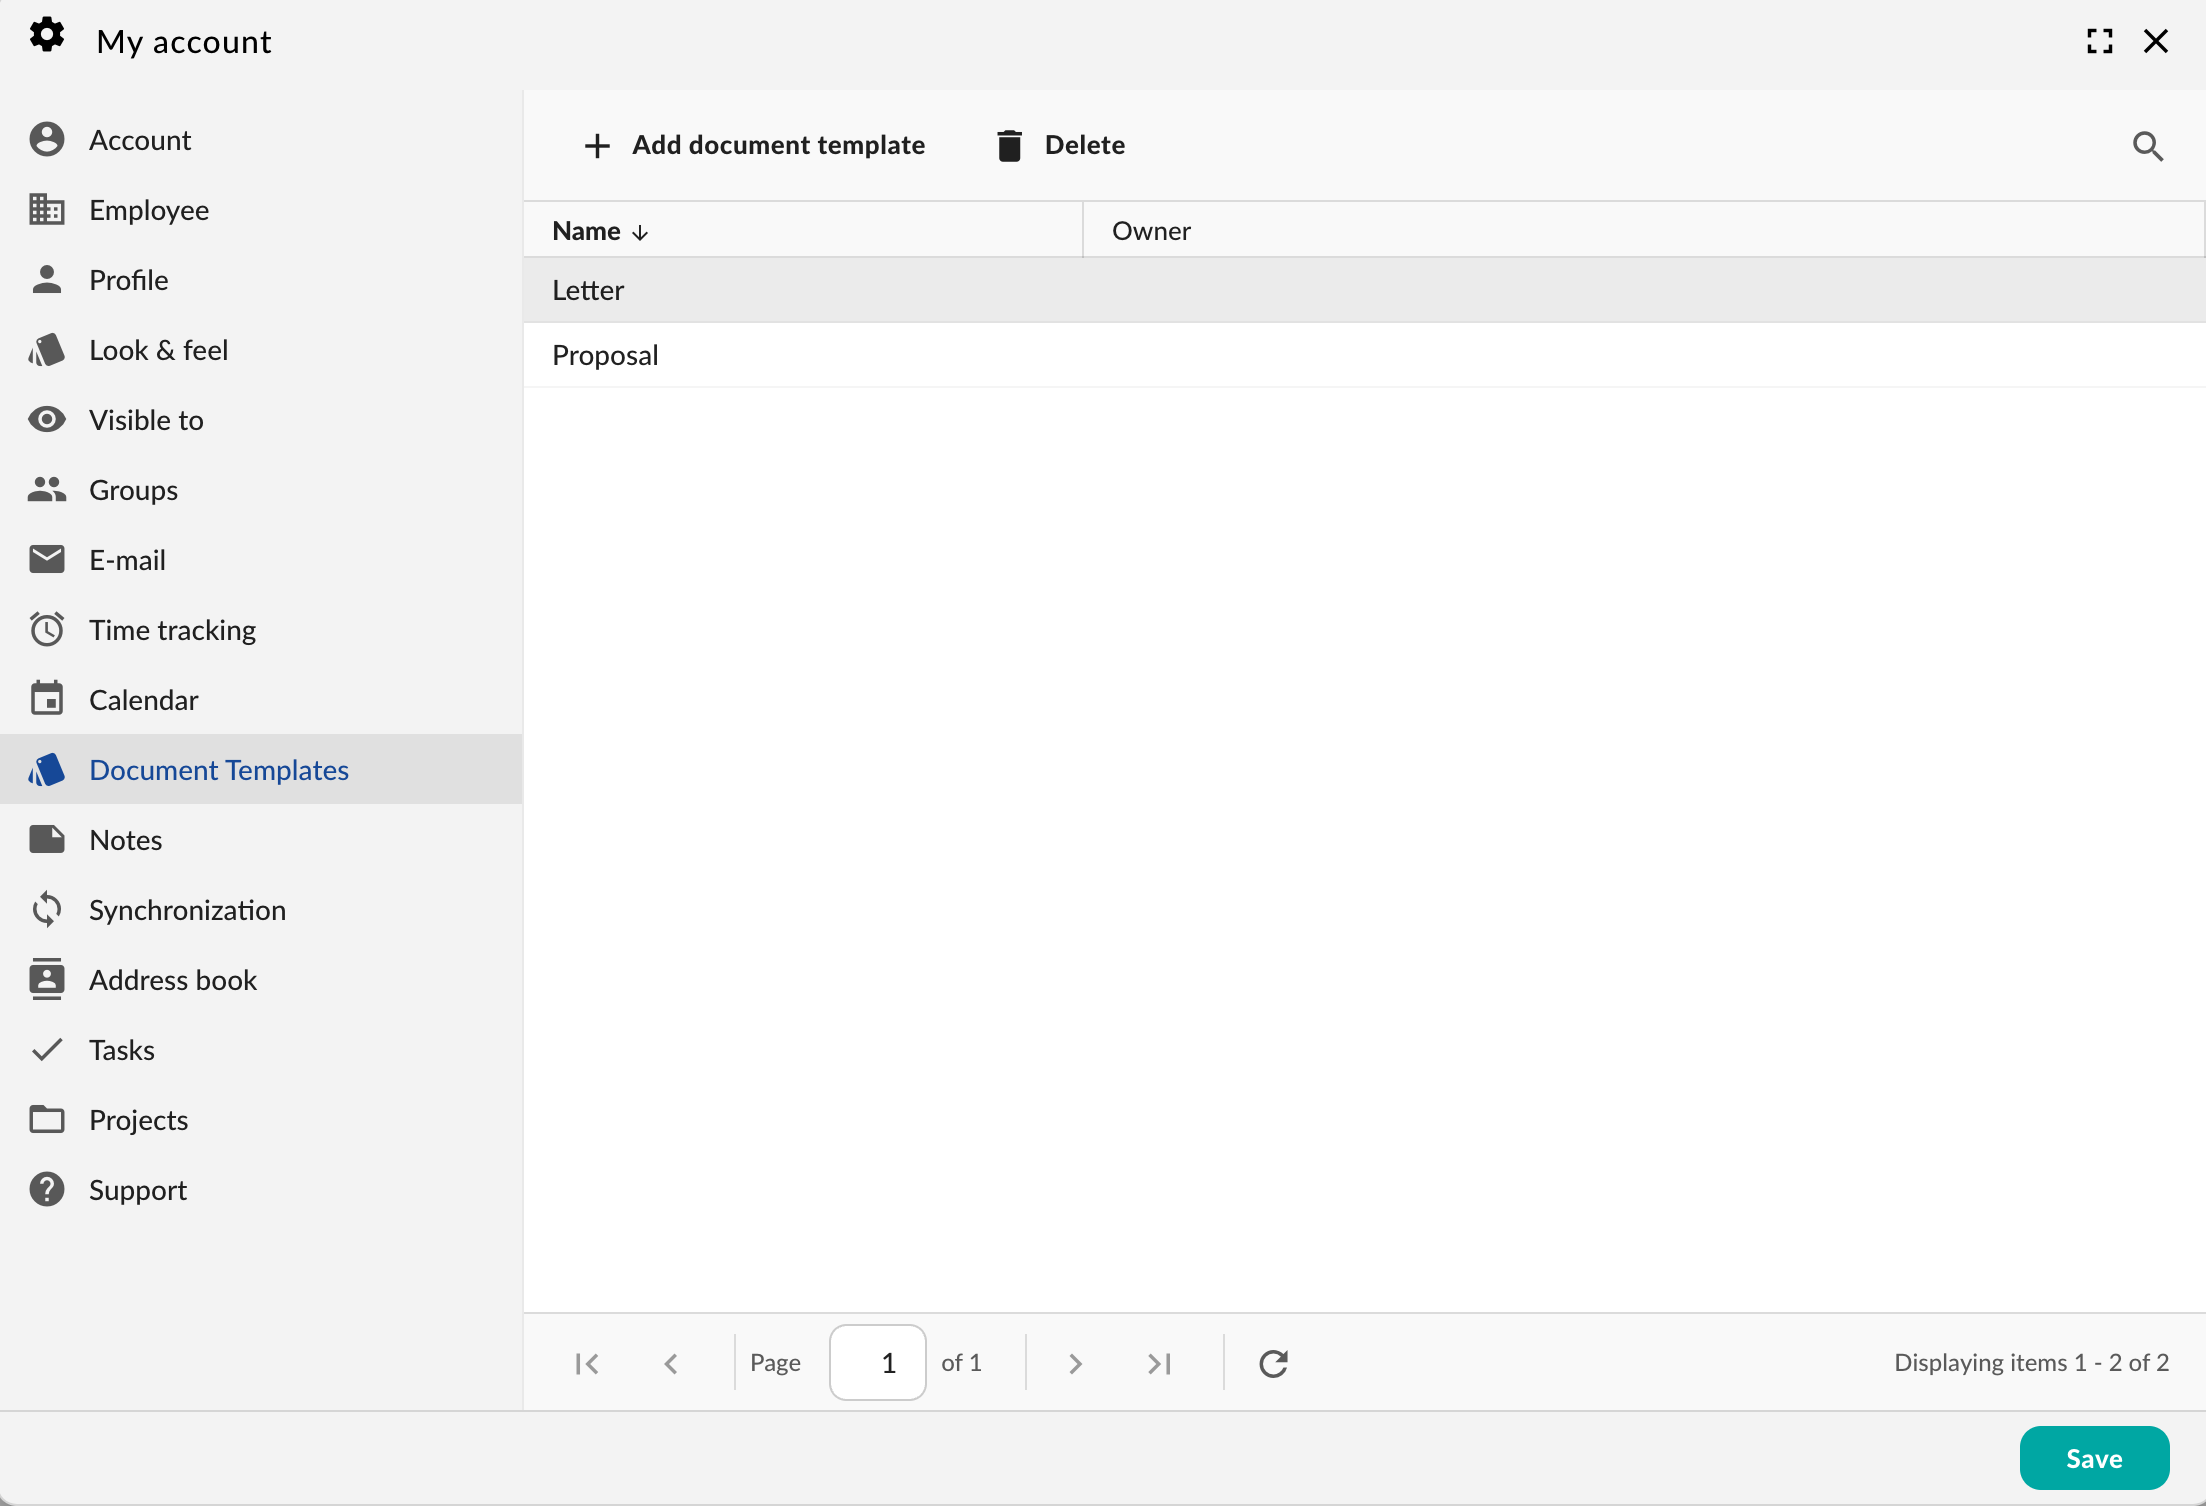 My account
Account
Employee
Profile
Look & feel
Visible to
Groups
E-mail
Time tracking
Calendar
Document Templates
Notes
Synchronization
Address book
Tasks
Projects
Support
Add document template Delete
Name Owner
Letter
Proposal
Page 1 of 1 Displaying items 1 - 2 of 2
Save